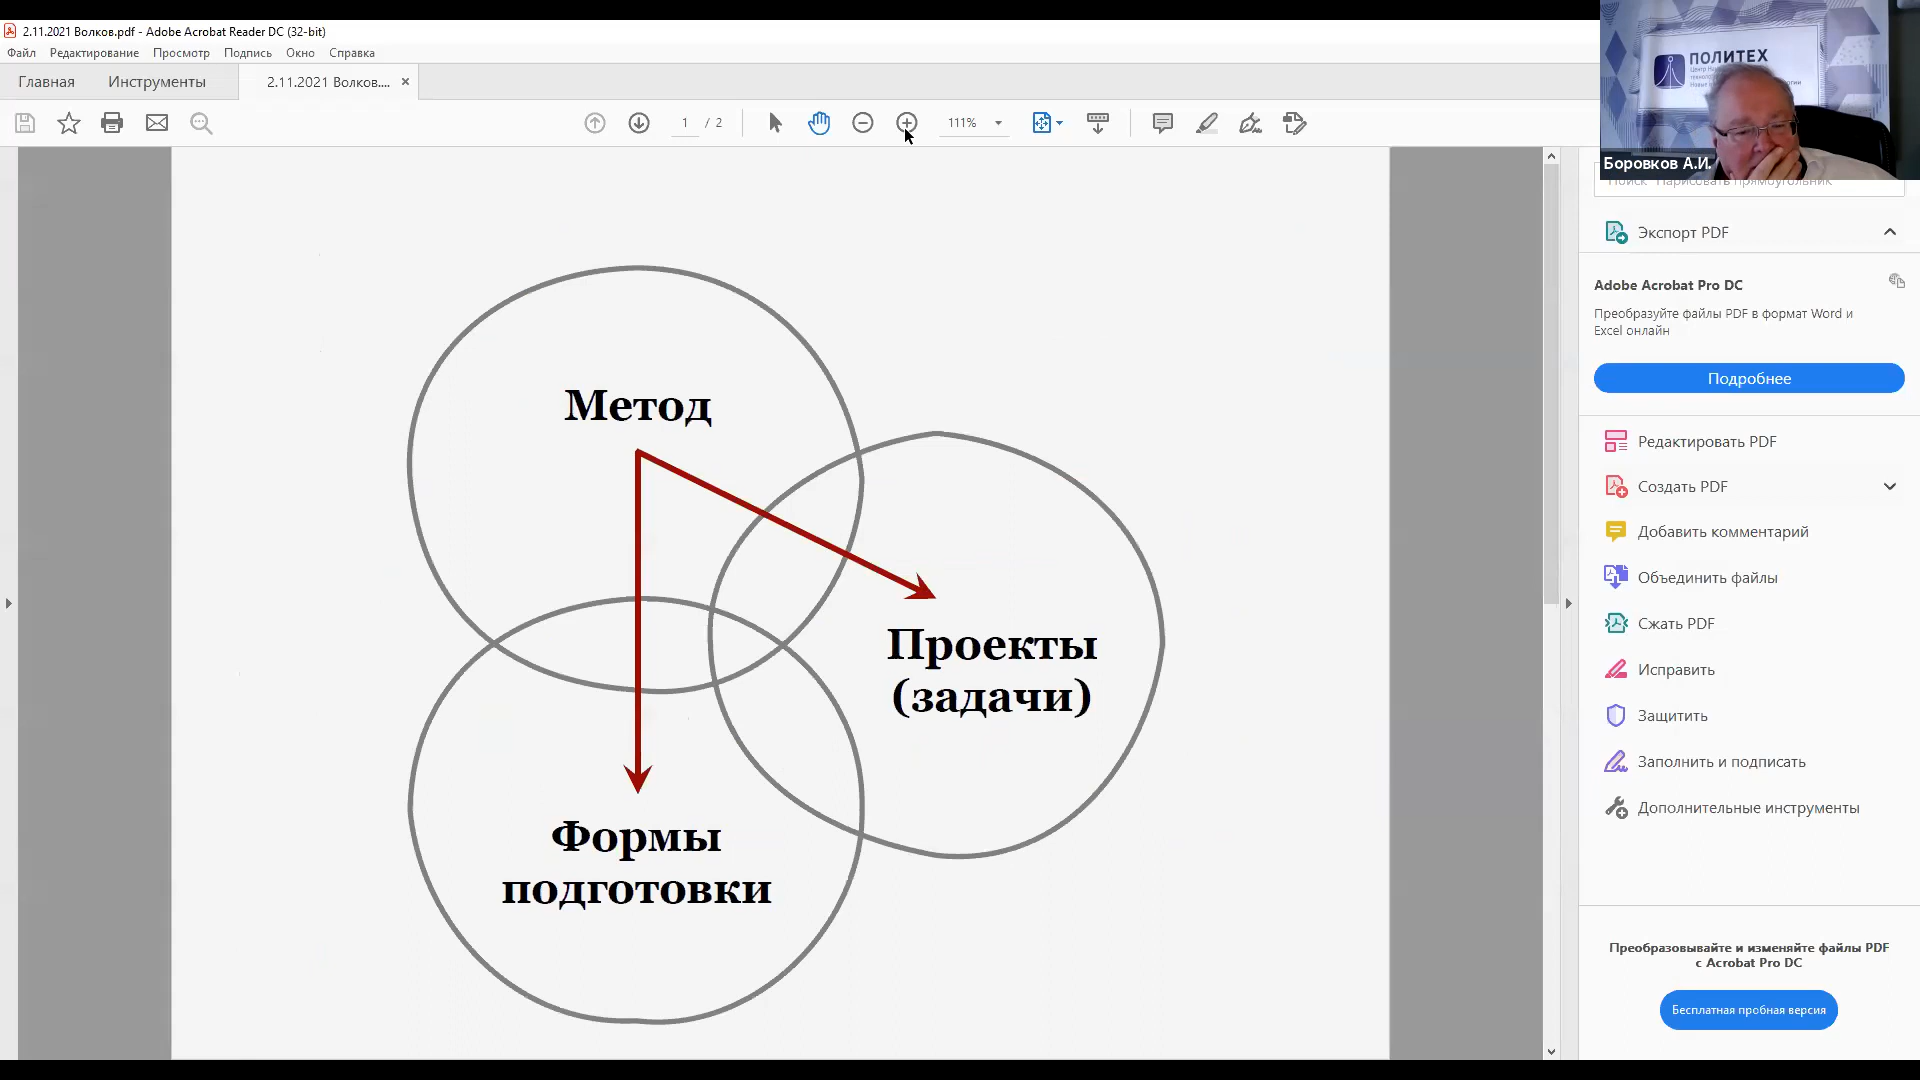 2.11.2021 Волков.pdf - Adobe Acrobat Reader DC (32-bit)
Файл Редактирование Просмотр Подпись Окно Справка
Главная Инструменты 2.11.2021 Волков.... ×
1 / 2 111%
ПОЛИТЕХ
Боровков А.И.
Поиск "Нарисовать прямоугольник"
Экспорт PDF
Adobe Acrobat Pro DC
Преобразуйте файлы PDF в формат Word и
Excel онлайн
Подробнее
Редактировать PDF
Создать PDF
Добавить комментарий
Объединить файлы
Сжать PDF
Исправить
Защитить
Заполнить и подписать
Дополнительные инструменты
Преобразовывайте и изменяйте файлы PDF
с Acrobat Pro DC
Бесплатная пробная версия
Метод
Проекты
(задачи)
Формы
подготовки